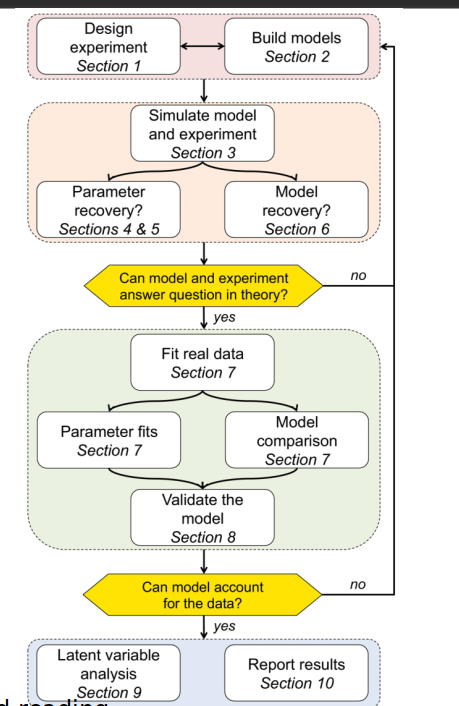 Design
experiment
Section 1
Build models
Section 2
Simulate model
and experiment
Section 3
Parameter
recovery?
Sections 4 & 5
Model
recovery?
Section 6
Can model and experiment
answer question in theory?
no
yes
Fit real data
Section 7
Parameter fits
Section 7
Model
comparison
Section 7
Validate the
model
Section 8
Can model account
for the data?
no
yes
Latent variable
analysis
Section 9
Report results
Section 10
d reading